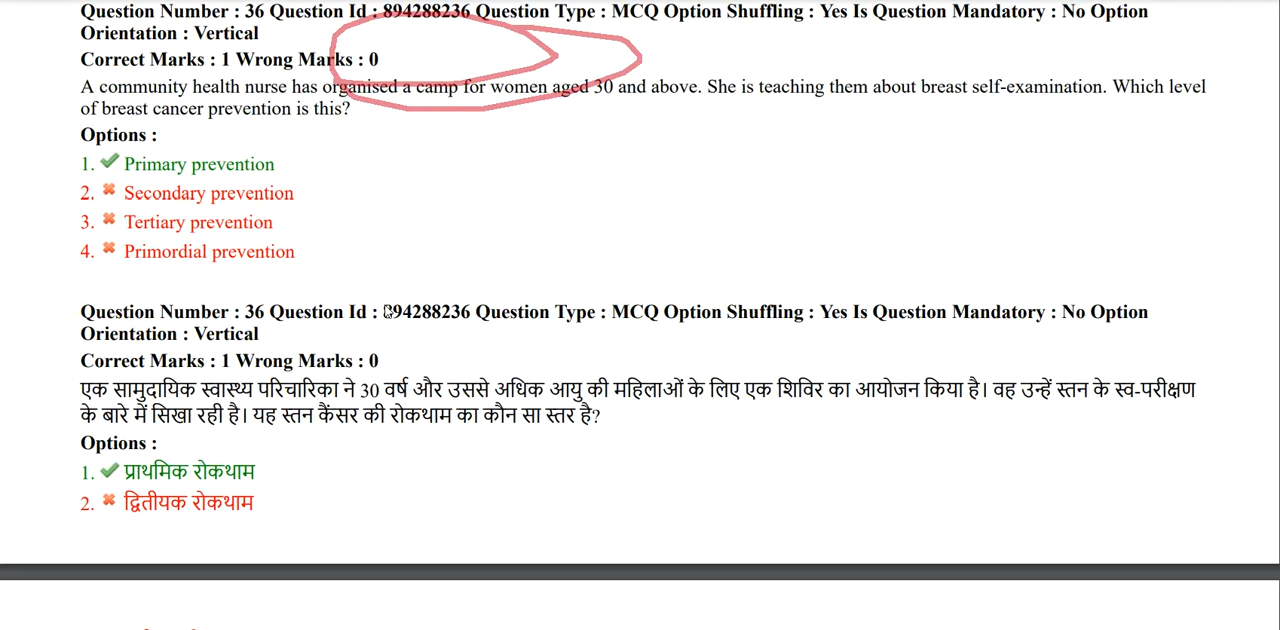 Question Number : 36 Question Id : 894288236 Question Type : MCQ Option Shuffling : Yes Is Question Mandatory : No Option
Orientation : Vertical
Correct Marks : 1 Wrong Marks : 0
A community health nurse has organised a camp for women aged 30 and above. She is teaching them about breast self-examination. Which level
of breast cancer prevention is this?
Options :
1. Primary prevention
2. Secondary prevention
3. Tertiary prevention
4. Primordial prevention
Question Number : 36 Question Id : 894288236 Question Type : MCQ Option Shuffling : Yes Is Question Mandatory : No Option
Orientation : Vertical
Correct Marks : 1 Wrong Marks : 0
एक सामुदायिक स्वास्थ्य परिचारिका ने 30 वर्ष और उससे अधिक आयु की महिलाओं के लिए एक शिविर का आयोजन किया है। वह उन्हें स्तन के स्व-परीक्षण
के बारे में सिखा रही है। यह स्तन कैंसर की रोकथाम का कौन सा स्तर है?
Options :
1. प्राथमिक रोकथाम
2. द्वितीयक रोकथाम